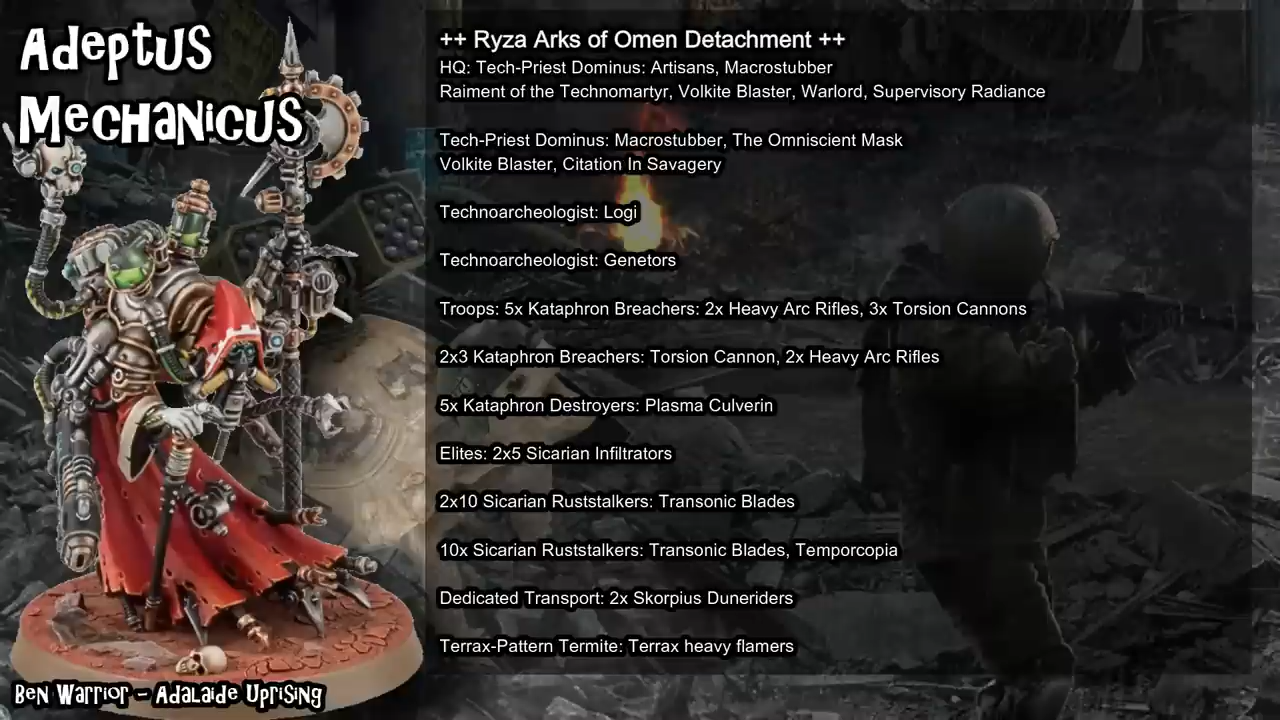 Adeptus
Mechanicus
++ Ryza Arks of Omen Detachment ++
HQ: Tech-Priest Dominus: Artisans, Macrostubber
Raiment of the Technomartyr, Volkite Blaster, Warlord, Supervisory Radiance
Tech-Priest Dominus: Macrostubber, The Omniscient Mask
Volkite Blaster, Citation In Savagery
Technoarcheologist: Logi
Technoarcheologist: Genetors
Troops: 5x Kataphron Breachers: 2x Heavy Arc Rifles, 3x Torsion Cannons
2x3 Kataphron Breachers: Torsion Cannon, 2x Heavy Arc Rifles
5x Kataphron Destroyers: Plasma Culverin
Elites: 2x5 Sicarian Infiltrators
2x10 Sicarian Ruststalkers: Transonic Blades
10x Sicarian Ruststalkers: Transonic Blades, Temporcopia
Dedicated Transport: 2x Skorpius Duneriders
Terrax-Pattern Termite: Terrax heavy flamers
Ben Warrior - Adalaide Uprising